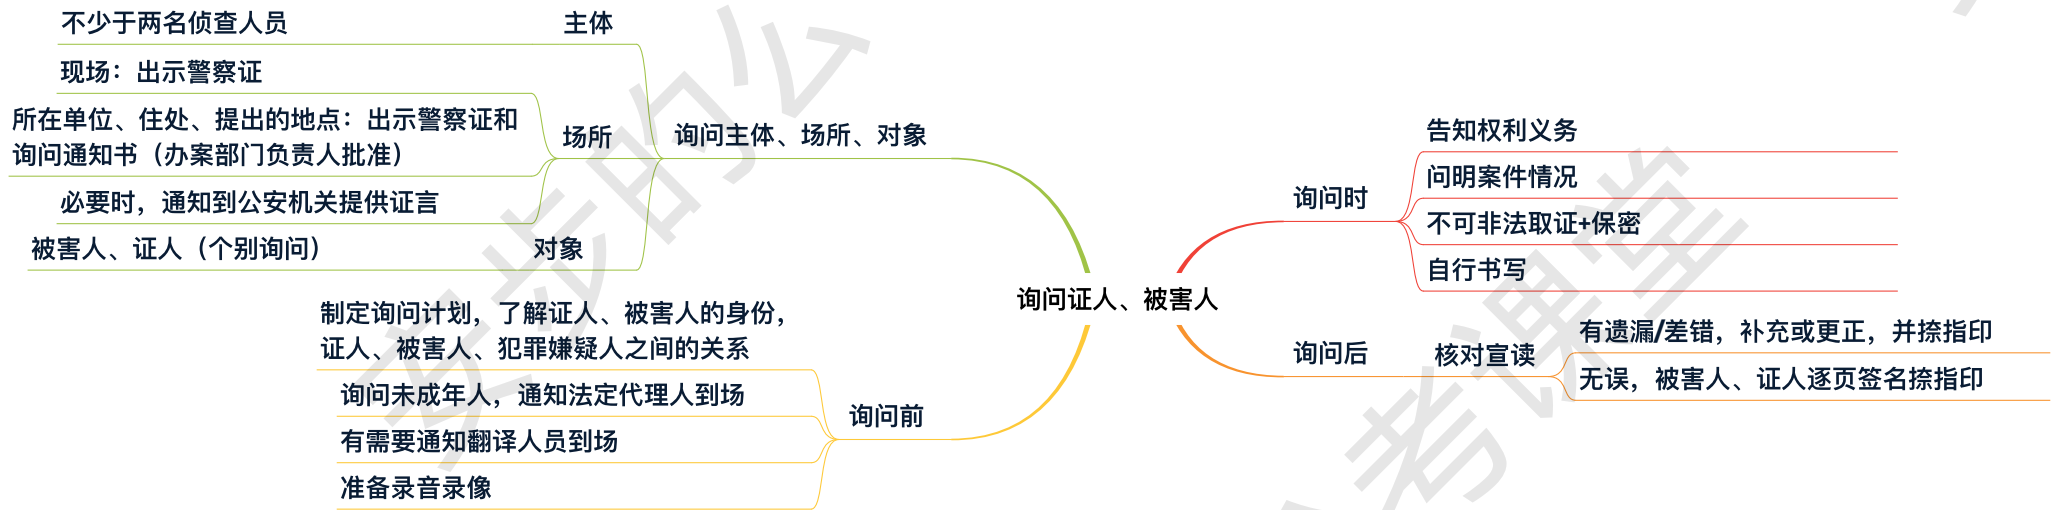 询问证人、被害人
询问主体、场所、对象
主体
不少于两名侦查人员
场所
现场：出示警察证
所在单位、住处、提出的地点：出示警察证和
询问通知书（办案部门负责人批准）
必要时，通知到公安机关提供证言
对象
被害人、证人（个别询问）
询问前
制定询问计划，了解证人、被害人的身份，
证人、被害人、犯罪嫌疑人之间的关系
询问未成年人，通知法定代理人到场
有需要通知翻译人员到场
准备录音录像
询问时
告知权利义务
问明案件情况
不可非法取证+保密
自行书写
询问后
核对宣读
有遗漏/差错，补充或更正，并捺指印
无误，被害人、证人逐页签名捺指印
安步的公
考课堂